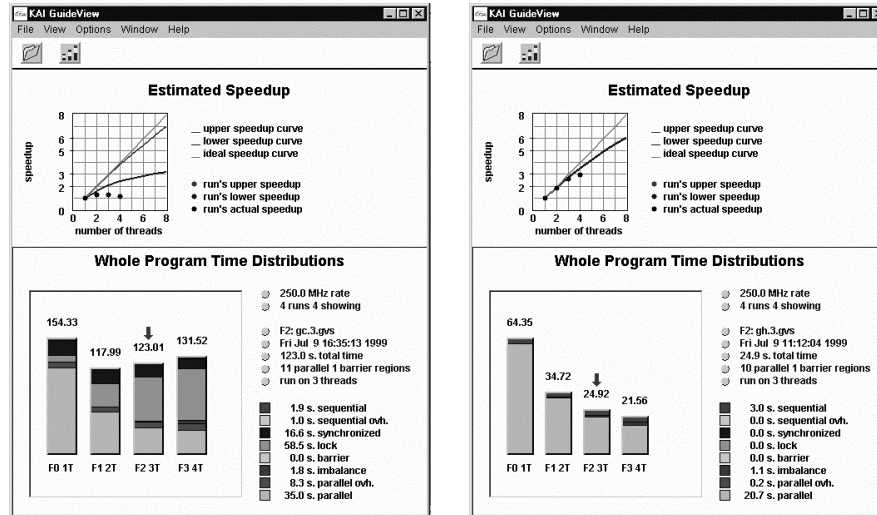 KAI GuideView
File View Options Window Help
Estimated Speedup
speedup
8
6
5
3
2
0
0 2 4 6 8
number of threads
upper speedup curve
lower speedup curve
ideal speedup curve
run's upper speedup
run's lower speedup
run's actual speedup
Whole Program Time Distributions
154.33
117.99
123.01
131.52
F0 1T
F1 2T
F2 3T
F3 4T
250.0 MHz rate
4 runs 4 showing
F2: gc.3.gvs
Fri Jul 9 16:35:13 1999
123.0 s. total time
11 parallel 1 barrier regions
run on 3 threads
1.9 s. sequential
1.0 s. sequential ovh.
16.6 s. synchronized
58.5 s. lock
0.0 s. barrier
1.8 s. imbalance
8.3 s. parallel ovh.
35.0 s. parallel
KAI GuideView
File View Options Window Help
Estimated Speedup
speedup
8
6
5
3
2
0
0 2 4 6 8
number of threads
upper speedup curve
lower speedup curve
ideal speedup curve
run's upper speedup
run's lower speedup
run's actual speedup
Whole Program Time Distributions
64.35
34.72
24.92
21.56
F0 1T
F1 2T
F2 3T
F3 4T
250.0 MHz rate
4 runs 4 showing
F2: gh.3.gvs
Fri Jul 9 11:12:04 1999
24.9 s. total time
10 parallel 1 barrier regions
run on 3 threads
3.0 s. sequential
0.0 s. sequential ovh.
0.0 s. synchronized
0.0 s. lock
0.0 s. barrier
1.1 s. imbalance
0.2 s. parallel ovh.
20.7 s. parallel